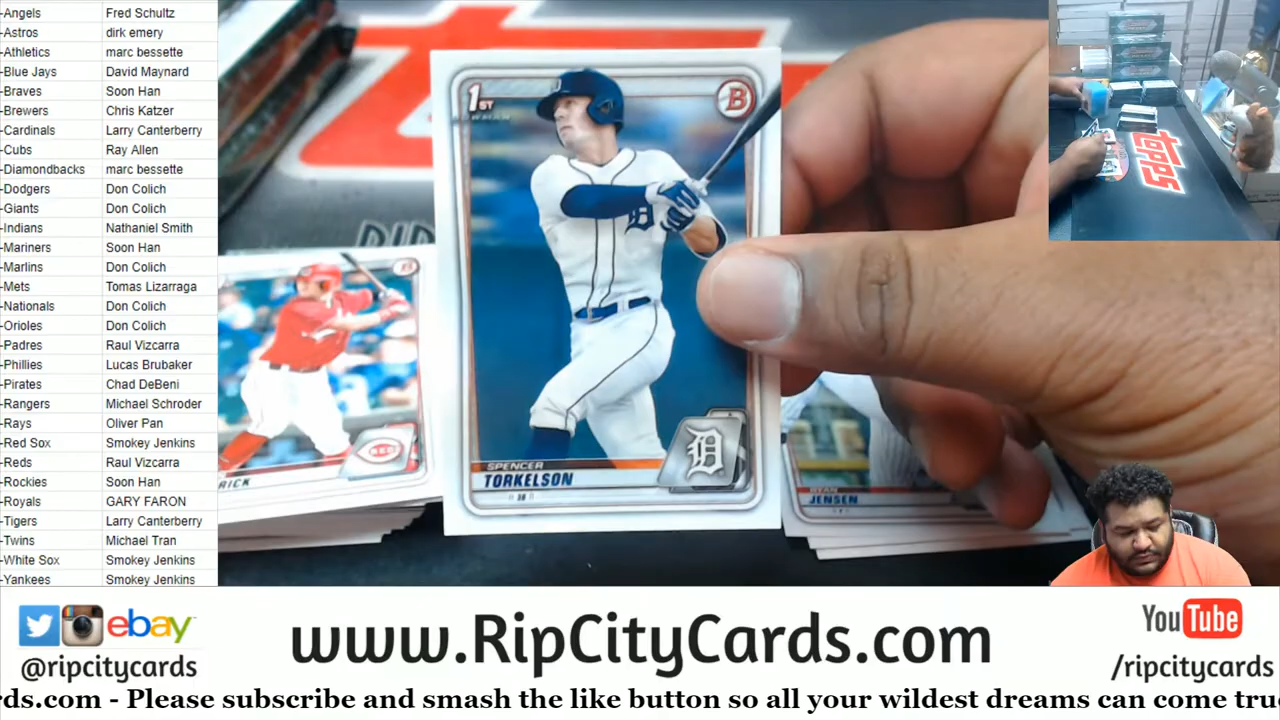 -Angels Fred Schultz
-Astros dirk emery
-Athletics marc bessette
-Blue Jays David Maynard
-Braves Soon Han
-Brewers Chris Katzer
-Cardinals Larry Canterberry
-Cubs Ray Allen
-Diamondbacks marc bessette
-Dodgers Don Colich
-Giants Don Colich
-Indians Nathaniel Smith
-Mariners Soon Han
-Marlins Don Colich
-Mets Tomas Lizarraga
-Nationals Don Colich
-Orioles Don Colich
-Padres Raul Vizcarra
-Phillies Lucas Brubaker
-Pirates Chad DeBeni
-Rangers Michael Schroder
-Rays Oliver Pan
-Red Sox Smokey Jenkins
-Reds Raul Vizcarra
-Rockies Soon Han
-Royals GARY FARON
-Tigers Larry Canterberry
-Twins Michael Tran
-White Sox Smokey Jenkins
-Yankees Smokey Jenkins
1ST
BOWMAN
B
D
D
SPENCER
TORKELSON
3B
RICK
REDS
RYAN
JENSEN
Topps
ebay
@ripcitycards
www.RipCityCards.com
YouTube
/ripcitycards
rds.com - Please subscribe and smash the like button so all your wildest dreams can come tru